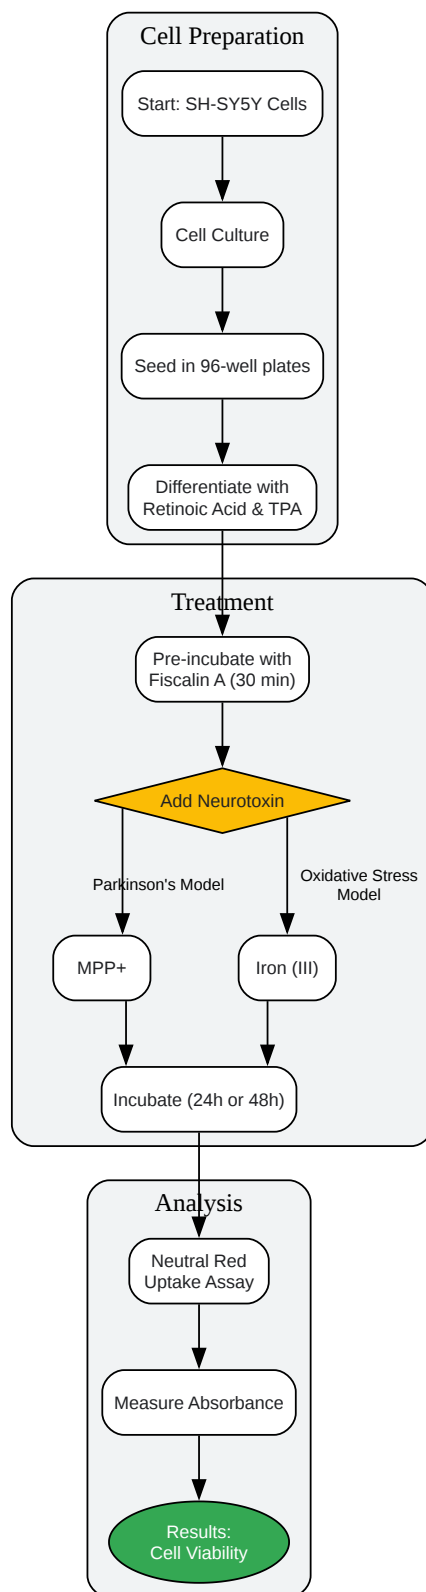 Cell Preparation
Start: SH-SY5Y Cells
Cell Culture
Seed in 96-well plates
Differentiate with
Retinoic Acid & TPA
Treatment
Pre-incubate with
Fiscalin A (30 min)
Add Neurotoxin
Parkinson's Model
Oxidative Stress
Model
MPP+
Iron (III)
Incubate (24h or 48h)
Analysis
Neutral Red
Uptake Assay
Measure Absorbance
Results:
Cell Viability